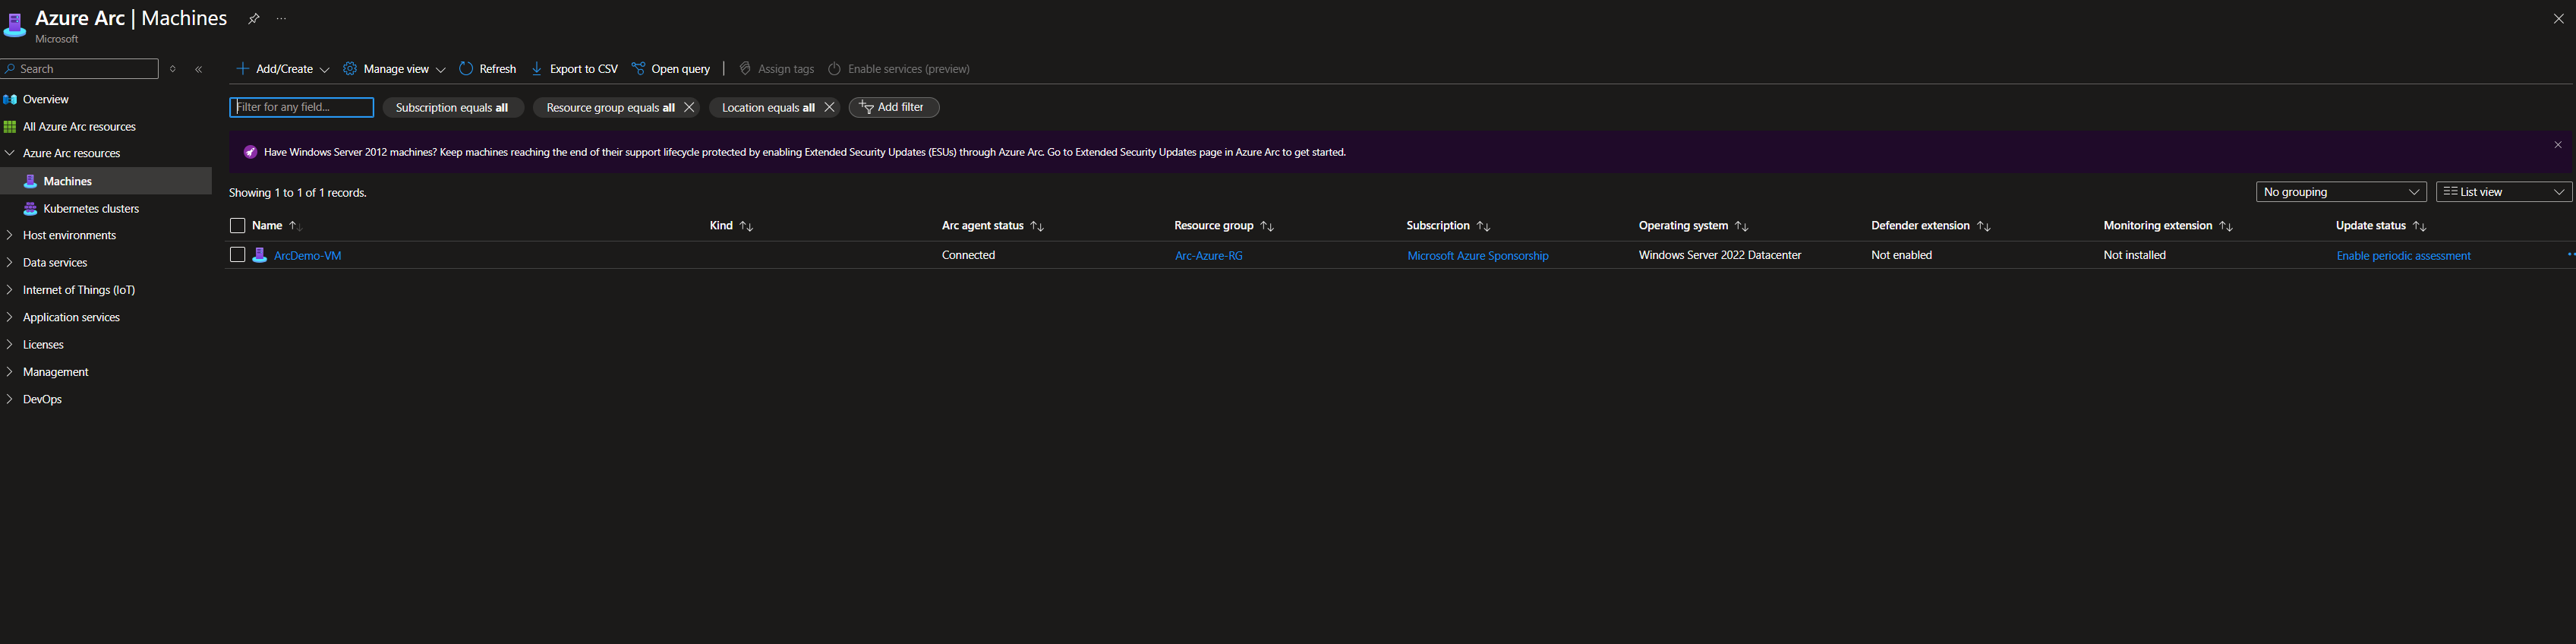 Azure Arc | Machines
Microsoft
Search
Add/Create
Manage view
Refresh
Export to CSV
Open query
Assign tags
Enable services (preview)
Overview
All Azure Arc resources
Azure Arc resources
Machines
Kubernetes clusters
Host environments
Data services
Internet of Things (IoT)
Application services
Licenses
Management
DevOps
Filter for any field...
Subscription equals all
Resource group equals all
Location equals all
Add filter
Have Windows Server 2012 machines? Keep machines reaching the end of their support lifecycle protected by enabling Extended Security Updates (ESUs) through Azure Arc. Go to Extended Security Updates page in Azure Arc to get started.
Showing 1 to 1 of 1 records.
No grouping
List view
Name Kind Arc agent status Resource group Subscription Operating system Defender extension Monitoring extension Update status
ArcDemo-VM Connected Arc-Azure-RG Microsoft Azure Sponsorship Windows Server 2022 Datacenter Not enabled Not installed Enable periodic assessment